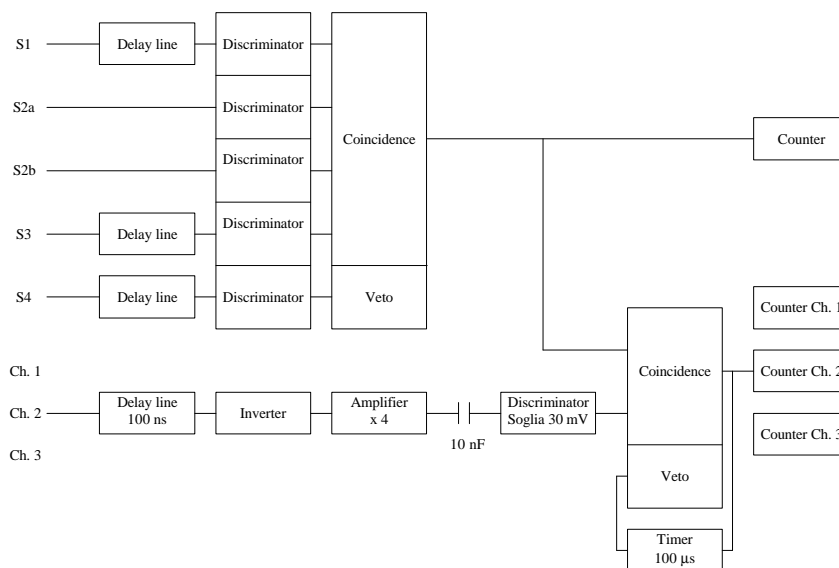 S1
Delay line
Discriminator
S2a
Discriminator
Coincidence
Counter
S2b
Discriminator
S3
Delay line
Discriminator
S4
Delay line
Discriminator
Veto
Counter Ch. 1
Ch. 1
Coincidence
Counter Ch. 2
Ch. 2
Delay line
100 ns
Inverter
Amplifier
x 4
10 nF
Discriminator
Soglia 30 mV
Counter Ch. 3
Ch. 3
Veto
Timer
100 μs